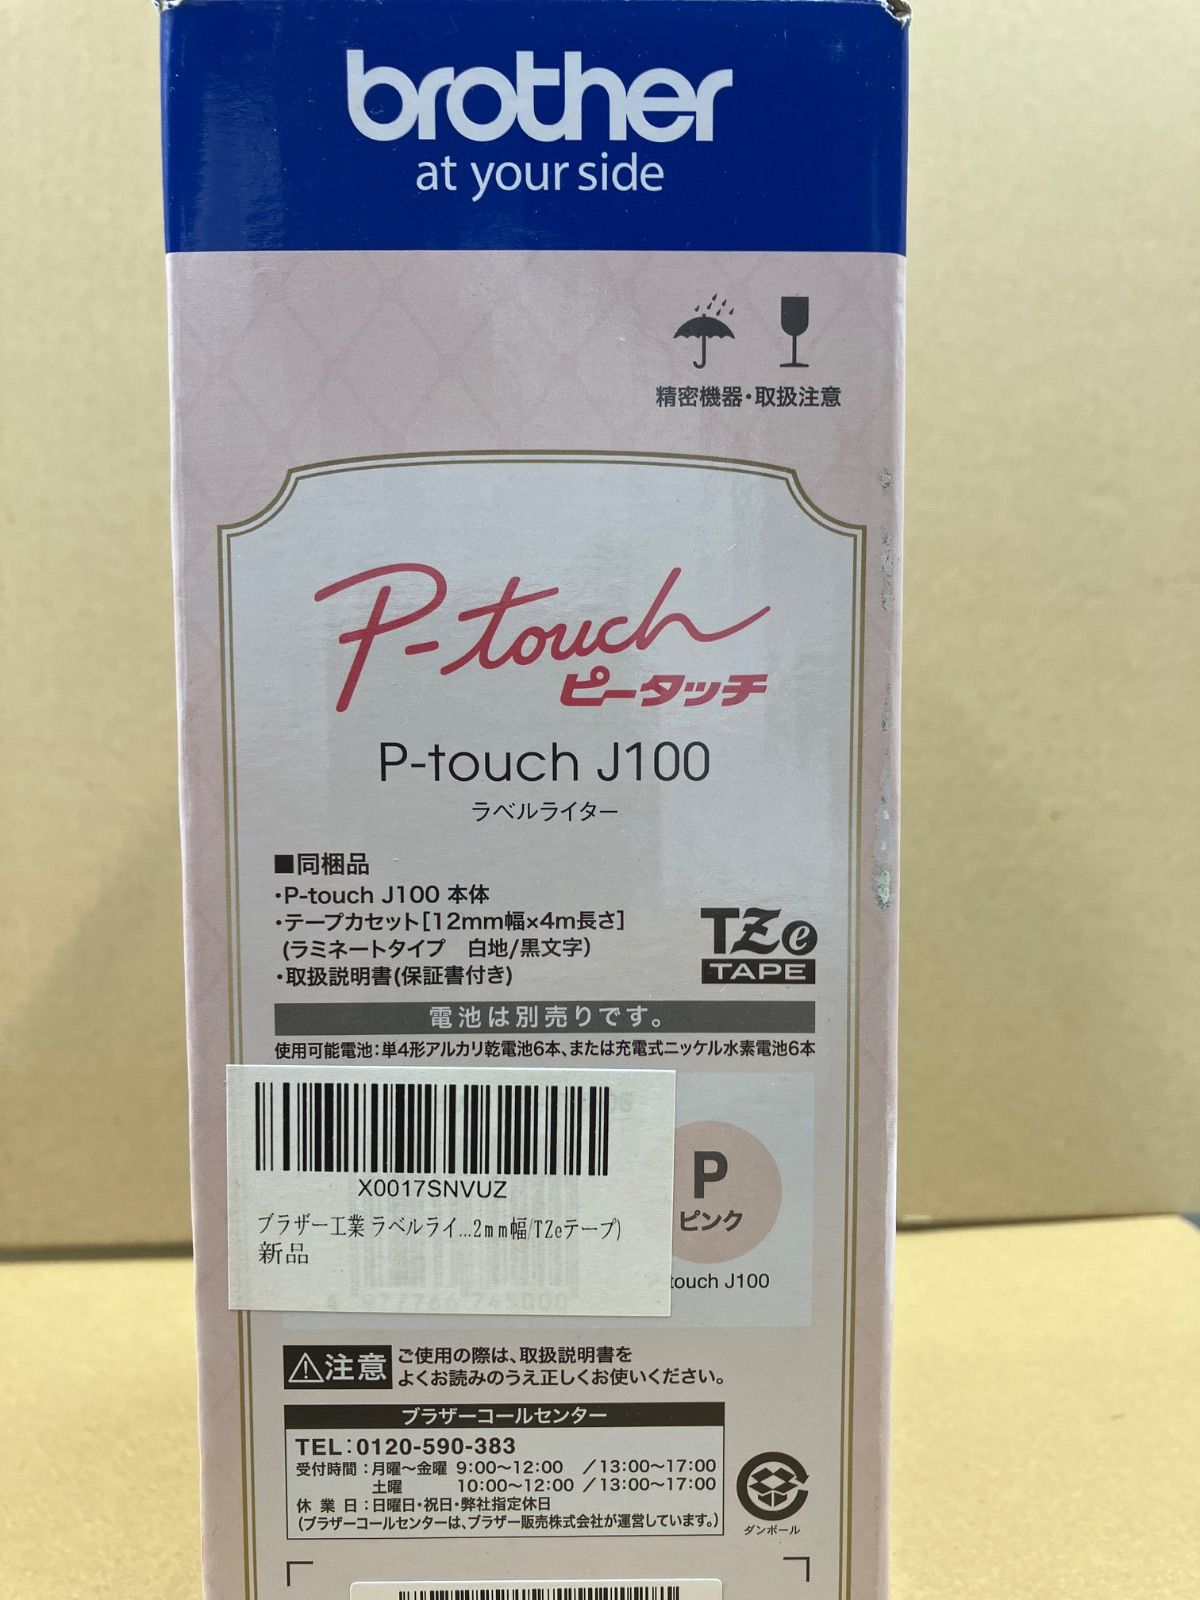 brother
at your side
精密機器・取扱注意
P-touch
ピータッチ
P-touch J100
ラベルライター
■同梱品
・P-touch J100 本体
・テープカセット[12mm幅×4m長さ]
(ラミネートタイプ 白地/黒文字)
・取扱説明書(保証書付き)
TZe
TAPE
電池は別売りです。
使用可能電池:単4形アルカリ乾電池6本、または充電式ニッケル水素電池6本
X0017SNVUZ
ブラザー工業 ラベルライ...2mm幅/TZeテープ)
新品
P
ピンク
touch J100
注意
ご使用の際は、取扱説明書を
よくお読みのうえ正しくお使いください。
ブラザーコールセンター
TEL:0120-590-383
受付時間:月曜～金曜 9:00～12:00 /13:00～17:00
土曜 10:00～12:00 /13:00～17:00
休業日:日曜日・祝日・弊社指定休日
(ブラザーコールセンターは、ブラザー販売株式会社が運営しています。)
ダンボール